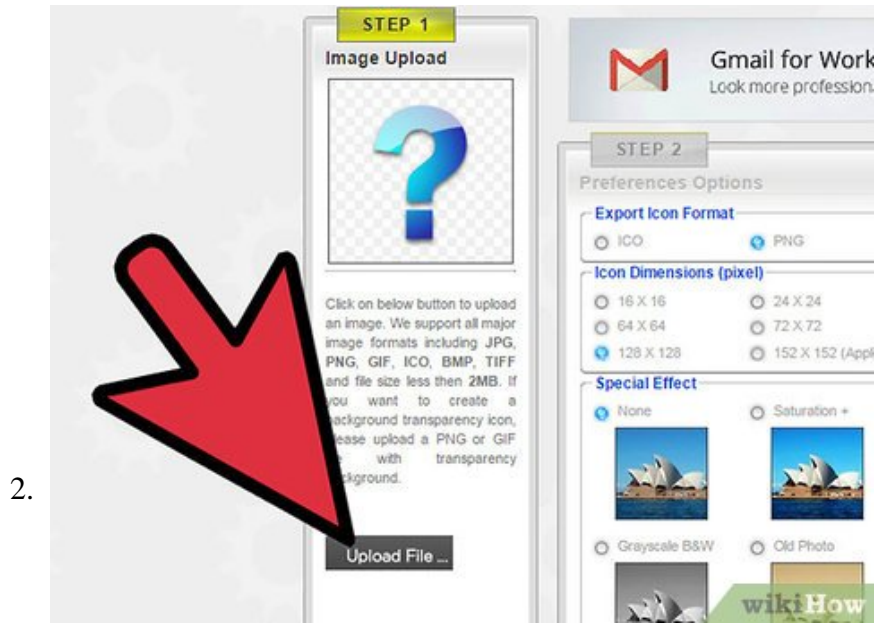 STEP 1
Image Upload
Click on below button to upload
an image. We support all major
image formats including JPG,
PNG, GIF, ICO, BMP, TIFF
and file size less then 2MB. If
you want to create a
background transparency icon,
please upload a PNG or GIF
with transparency
background.
Upload File ...
2.
Gmail for Work
Look more profession
STEP 2
Preferences Options
Export Icon Format
ICO
PNG
Icon Dimensions (pixel)
16 X 16
24 X 24
64 X 64
72 X 72
128 X 128
152 X 152 (Appl
Special Effect
None
Saturation +
Grayscale B&W
Old Photo
wikiHow